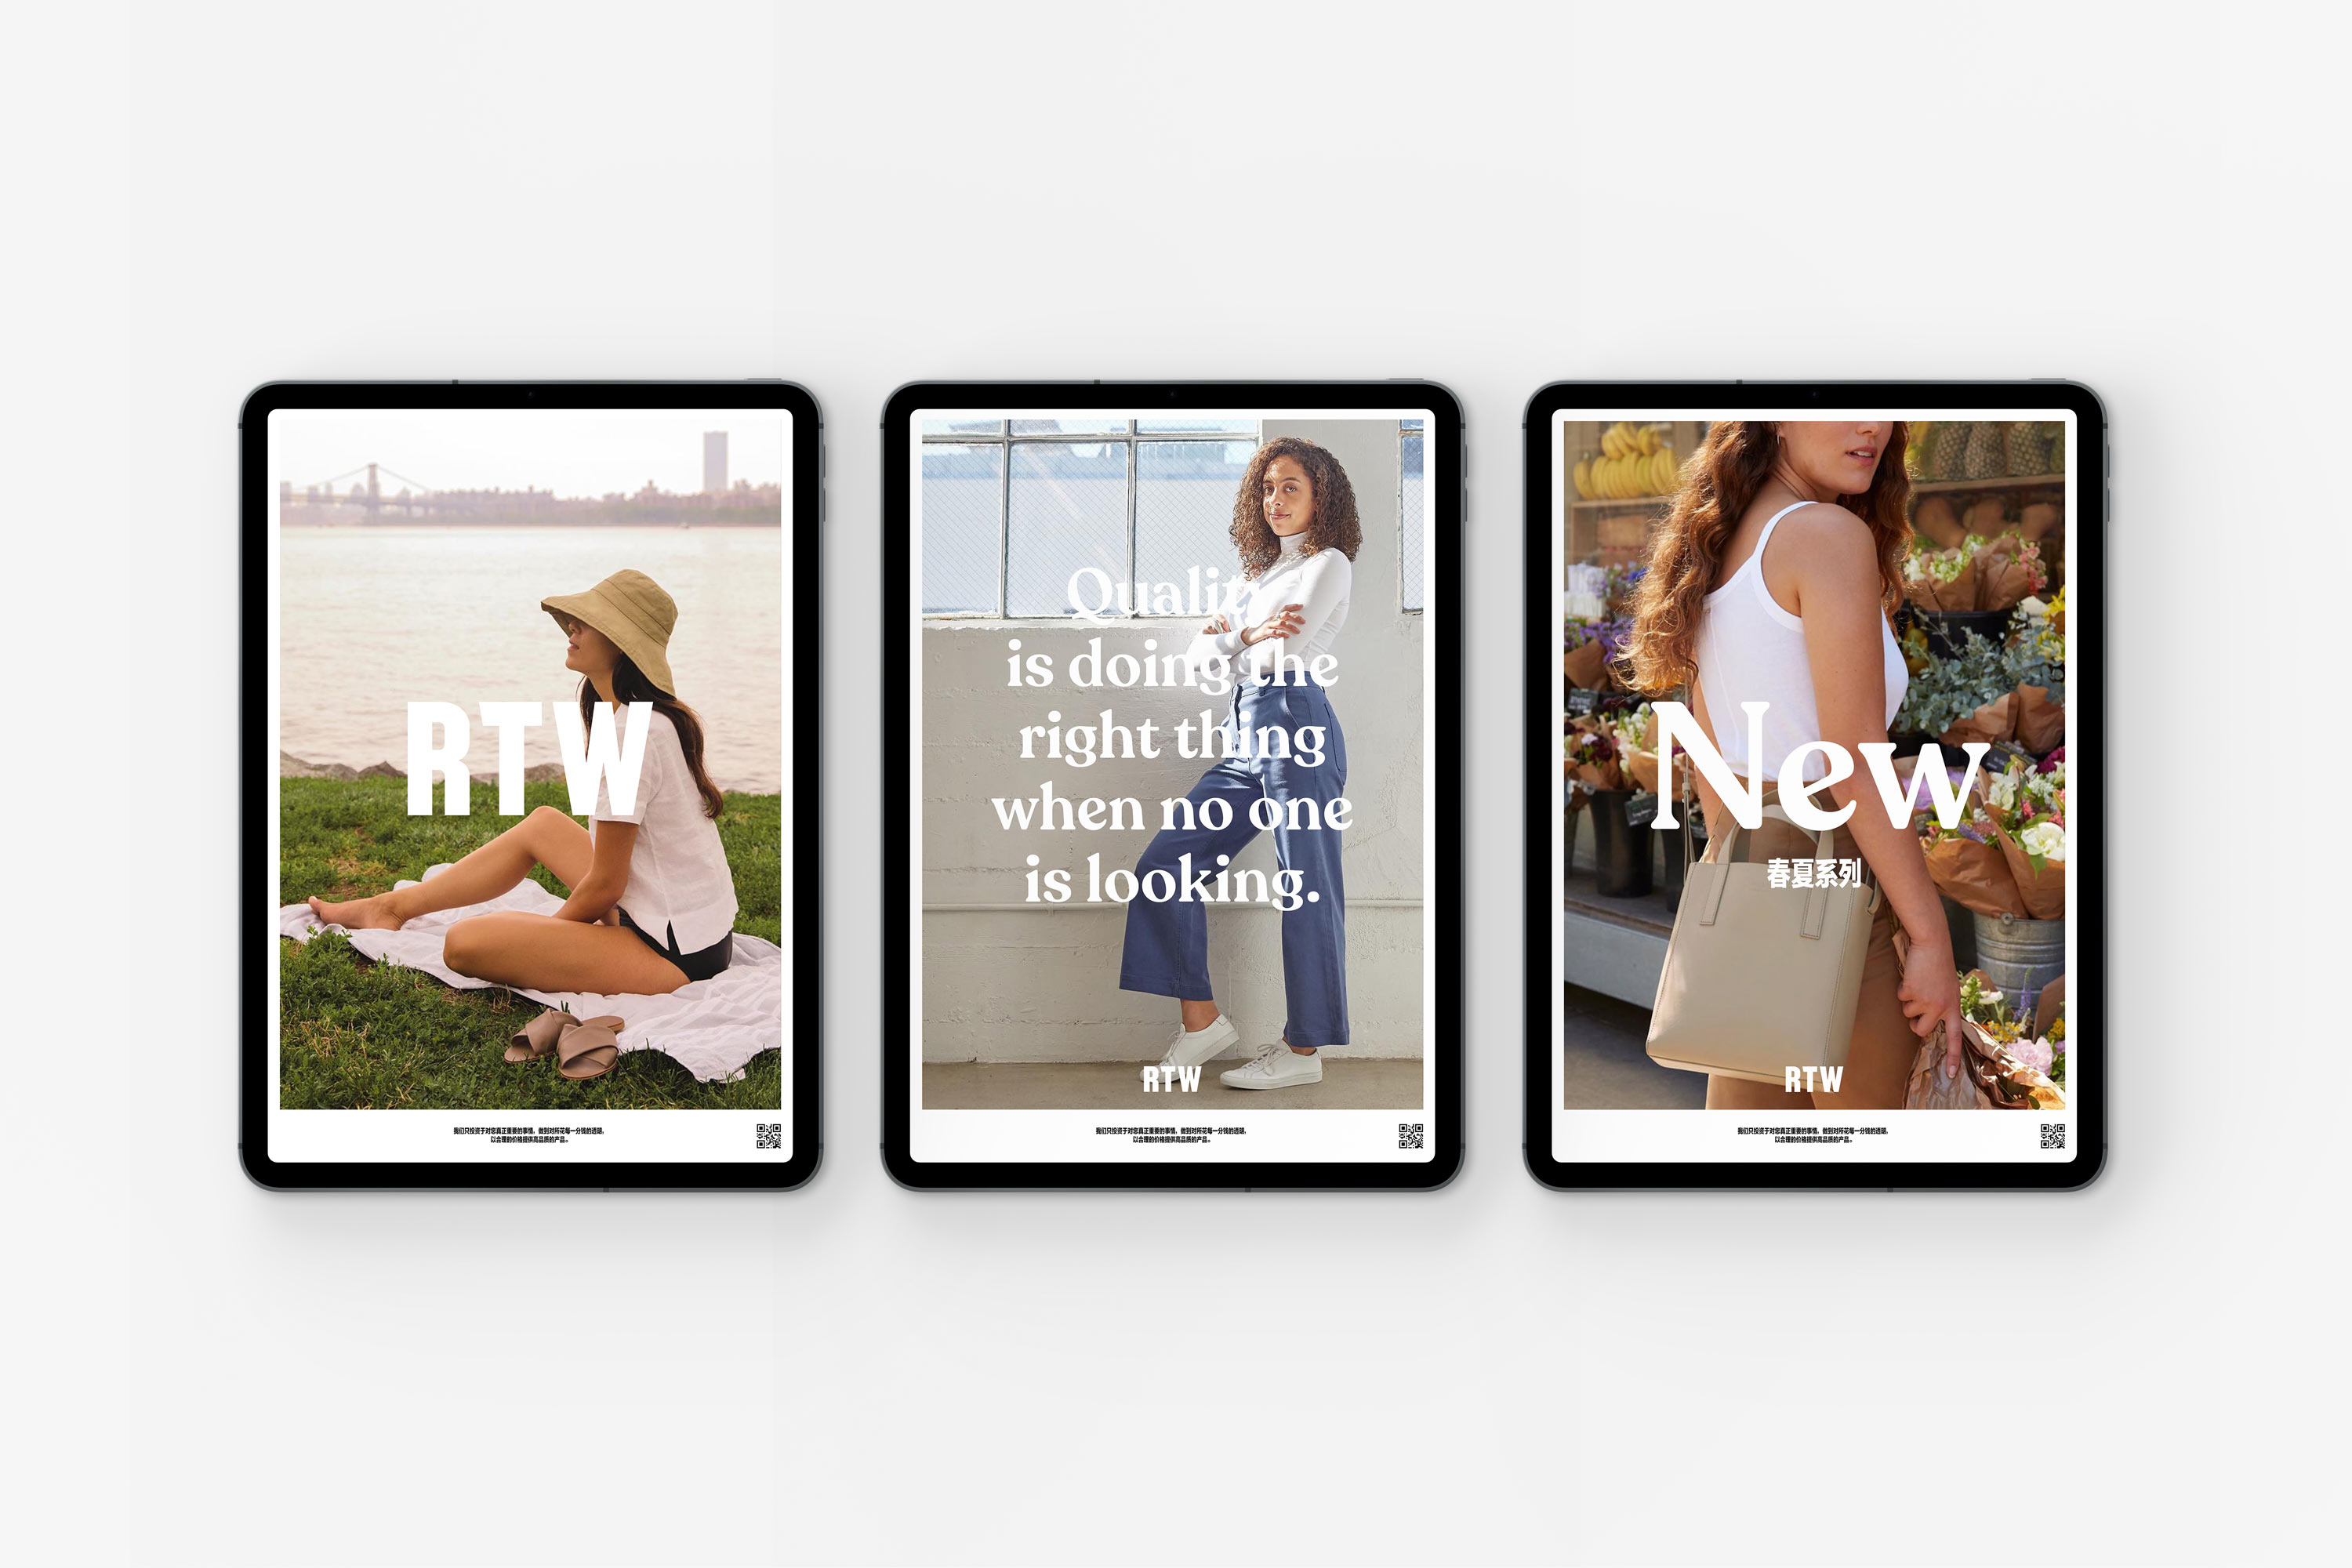 RTW
我们只投资于对您真正重要的事情，做到对所花每一分钱的透明，
以合理的价格提供高品质的产品。
Quality
is doing the
right thing
when no one
is looking.
RTW
我们只投资于对您真正重要的事情，做到对所花每一分钱的透明，
以合理的价格提供高品质的产品。
New
春夏系列
RTW
我们只投资于对您真正重要的事情，做到对所花每一分钱的透明，
以合理的价格提供高品质的产品。